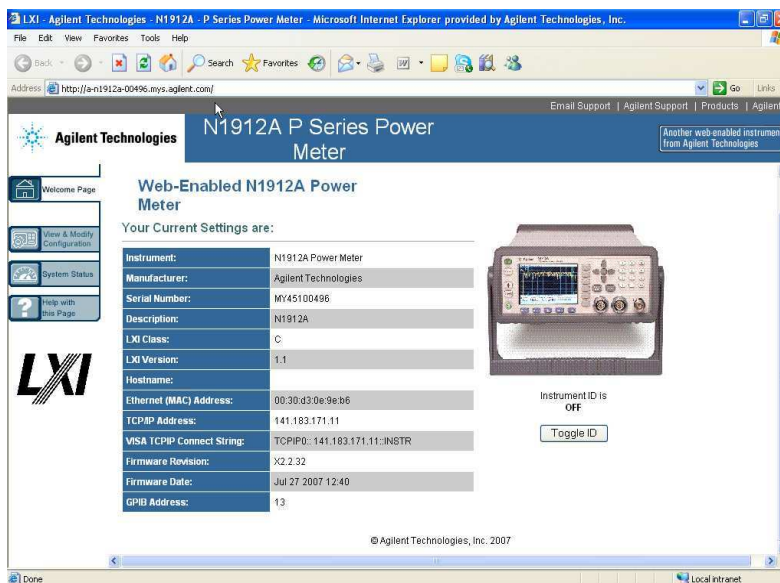 LXI - Agilent Technologies - N1912A - P Series Power Meter - Microsoft Internet Explorer provided by Agilent Technologies, Inc.
File Edit View Favorites Tools Help
Back Search Favorites
Address http://a-n1912a-00496.mys.agilent.com/ Go Links
Email Support | Agilent Support | Products | Agilent
Agilent Technologies
N1912A P Series Power
Meter
Another web-enabled instrumen
from Agilent Technologies
Welcome Page
View & Modify
Configuration
System Status
Help with
this Page
LXI
Web-Enabled N1912A Power
Meter
Your Current Settings are:
Instrument: N1912A Power Meter
Manufacturer: Agilent Technologies
Serial Number: MY45100496
Description: N1912A
LXI Class: C
LXI Version: 1.1
Hostname:
Ethernet (MAC) Address: 00:30:d3:0e:9e:b6
TCP/IP Address: 141.183.171.11
VISA TCPIP Connect String: TCPIP0::141.183.171.11::INSTR
Firmware Revision: X2.2.32
Firmware Date: Jul 27 2007 12:40
GPIB Address: 13
Instrument ID is
OFF
Toggle ID
© Agilent Technologies, Inc. 2007
Done Local intranet